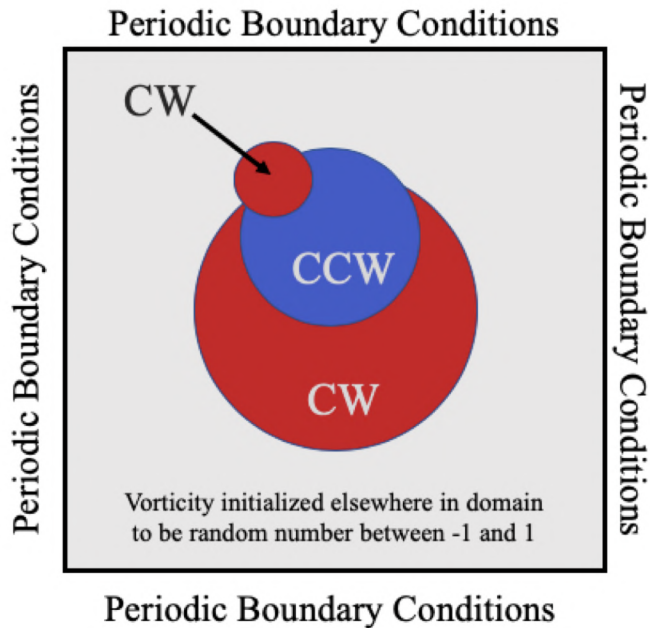 Periodic Boundary Conditions
Periodic Boundary Conditions
CW
CCW
CW
Periodic Boundary Conditions
Vorticity initialized elsewhere in domain
to be random number between -1 and 1
Periodic Boundary Conditions